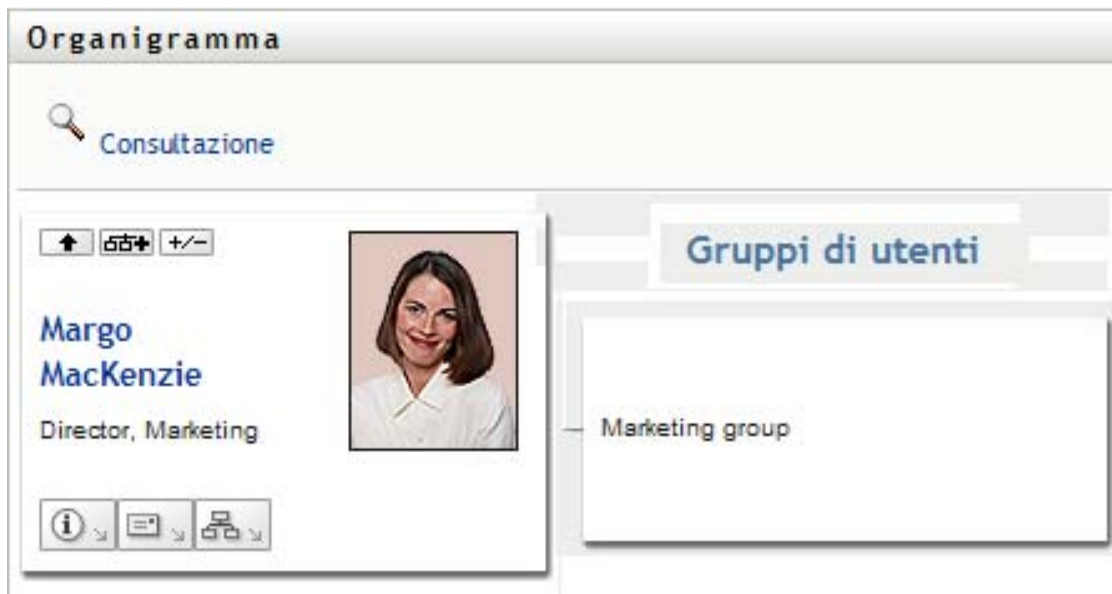 Organigramma
Consultazione
+/-
Gruppi di utenti
Margo
MacKenzie
Director, Marketing
Marketing group